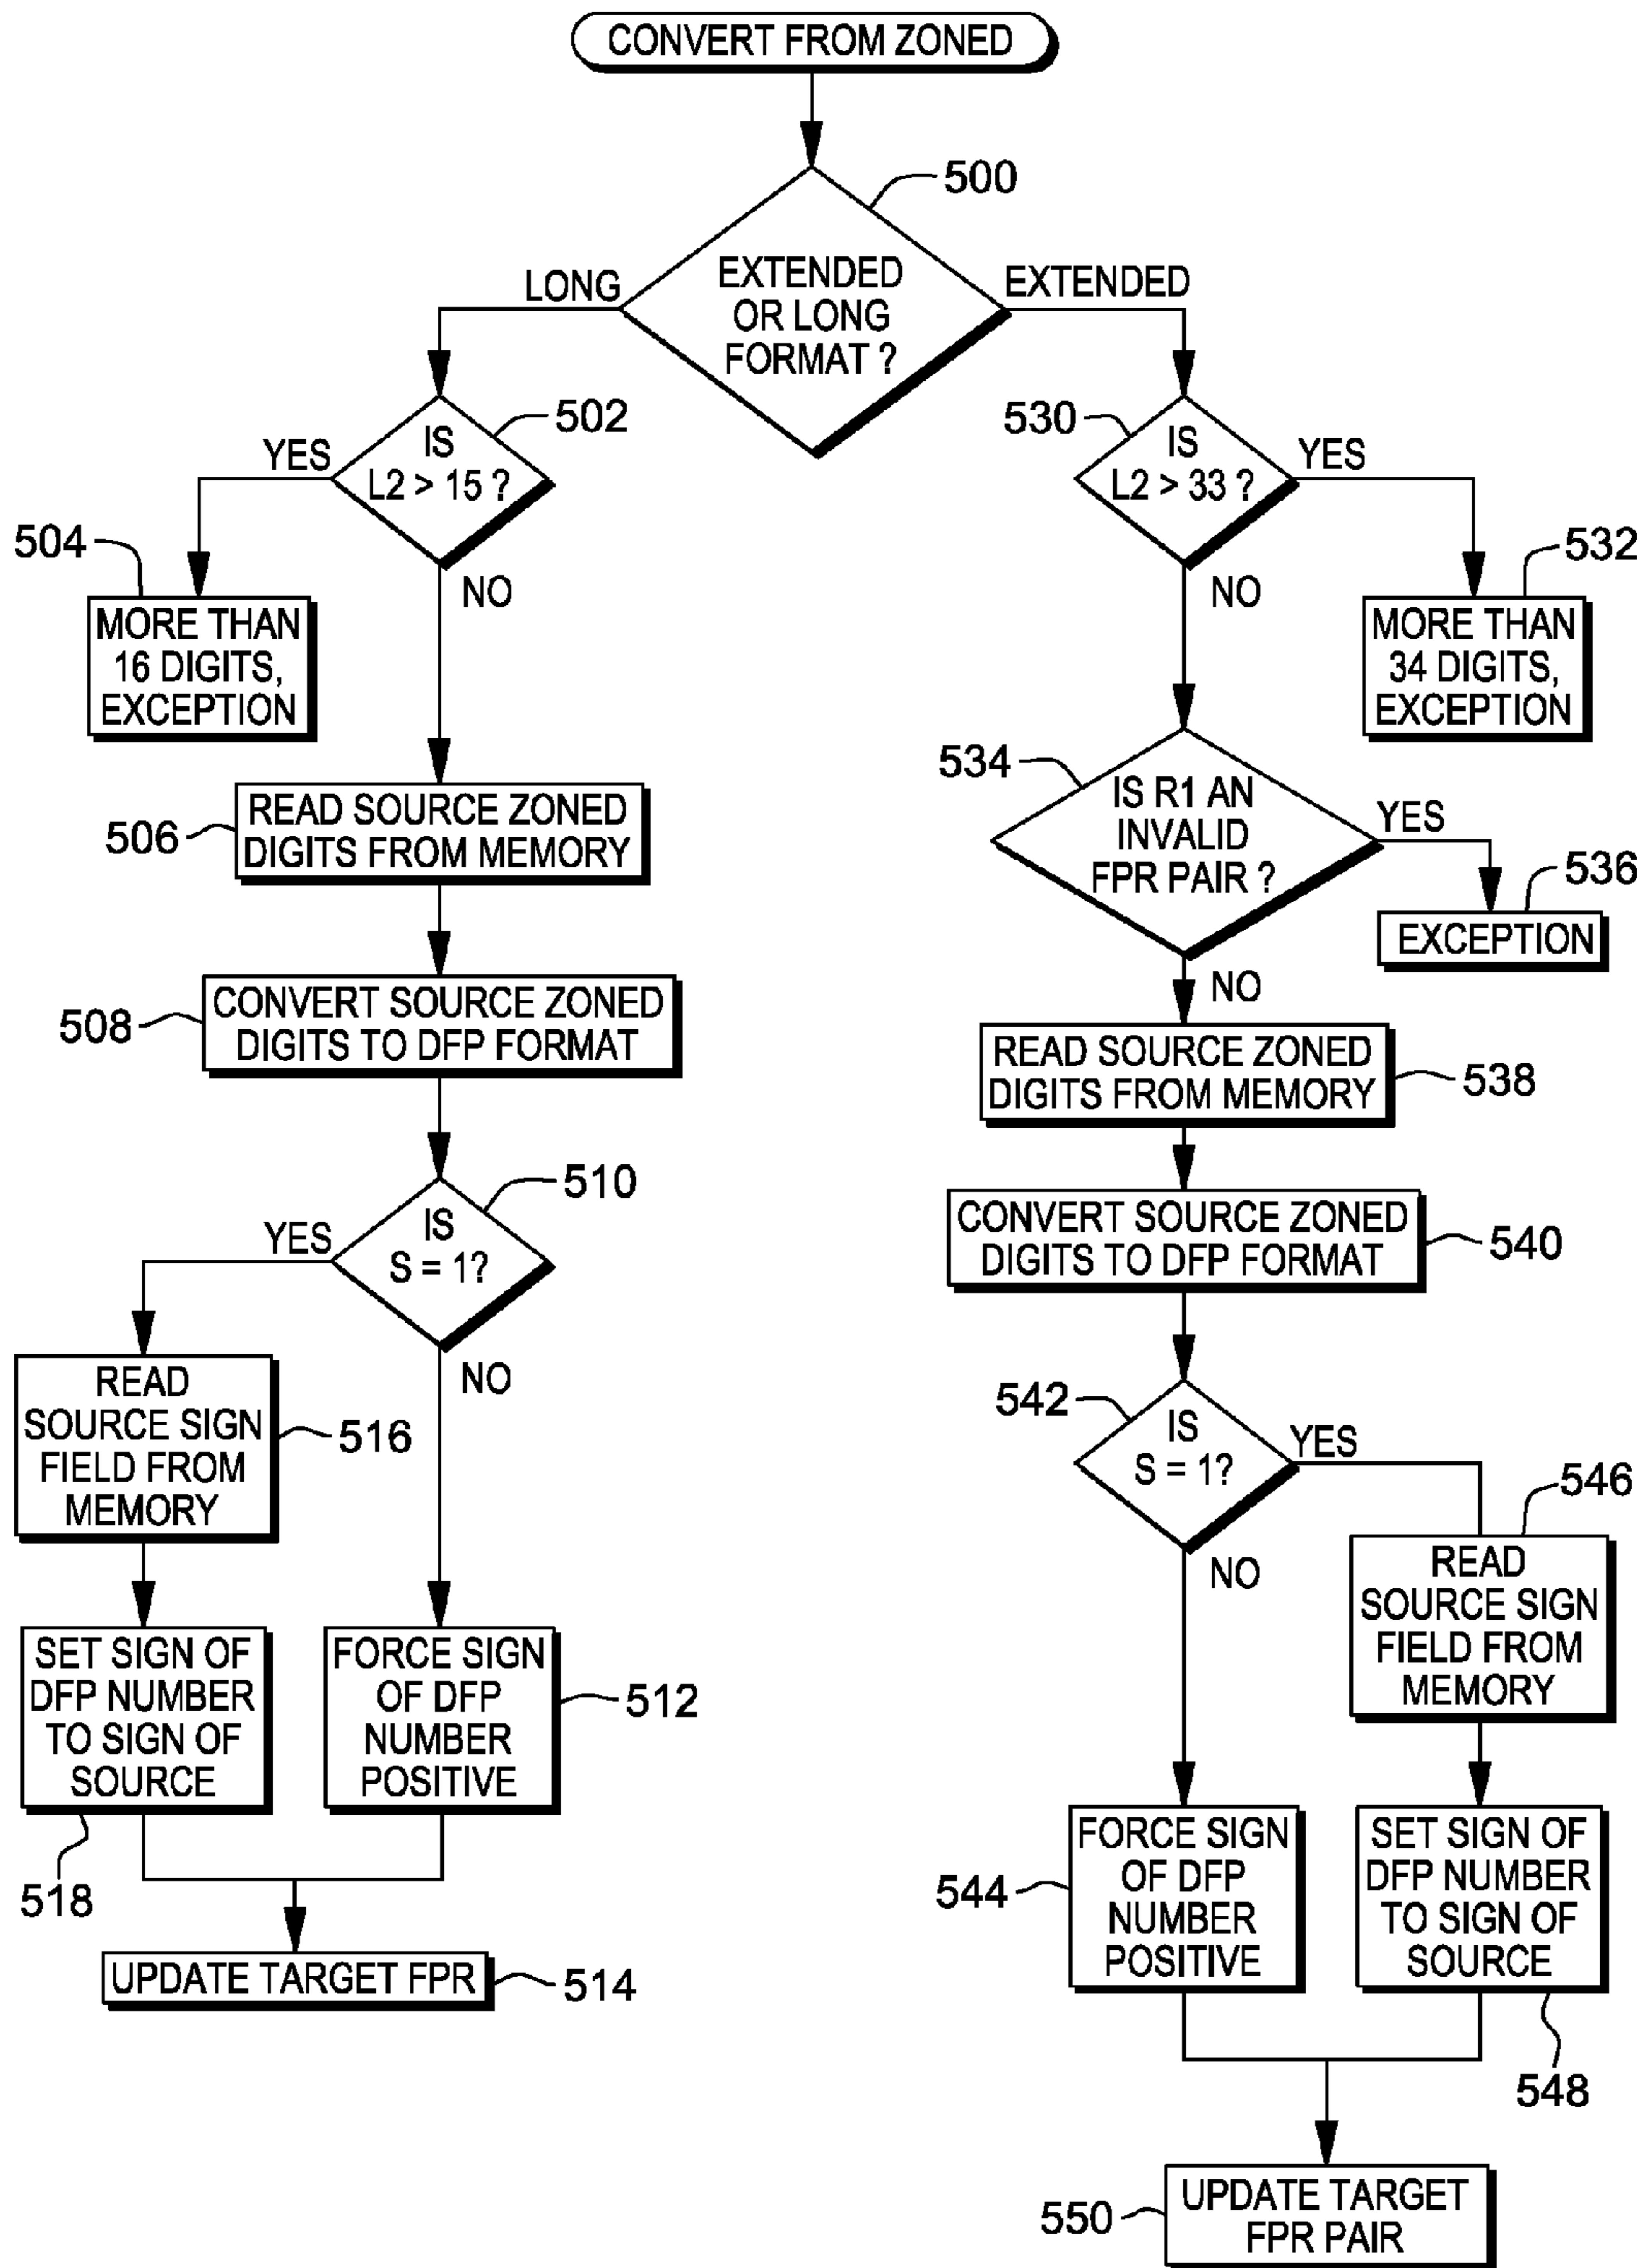 CONVERT FROM ZONED
500
EXTENDED
OR LONG
FORMAT ?
LONG
EXTENDED
502
IS
L2 > 15 ?
YES
NO
504
MORE THAN
16 DIGITS,
EXCEPTION
506
READ SOURCE ZONED
DIGITS FROM MEMORY
508
CONVERT SOURCE ZONED
DIGITS TO DFP FORMAT
510
IS
S = 1?
YES
NO
READ
SOURCE SIGN
FIELD FROM
MEMORY
516
SET SIGN OF
DFP NUMBER
TO SIGN OF
SOURCE
518
FORCE SIGN
OF DFP
NUMBER
POSITIVE
512
UPDATE TARGET FPR
514
530
IS
L2 > 33 ?
YES
NO
532
MORE THAN
34 DIGITS,
EXCEPTION
534
IS R1 AN
INVALID
FPR PAIR ?
YES
NO
536
EXCEPTION
READ SOURCE ZONED
DIGITS FROM MEMORY
538
CONVERT SOURCE ZONED
DIGITS TO DFP FORMAT
540
542
IS
S = 1?
YES
NO
546
READ
SOURCE SIGN
FIELD FROM
MEMORY
544
FORCE SIGN
OF DFP
NUMBER
POSITIVE
SET SIGN OF
DFP NUMBER
TO SIGN OF
SOURCE
548
550
UPDATE TARGET
FPR PAIR